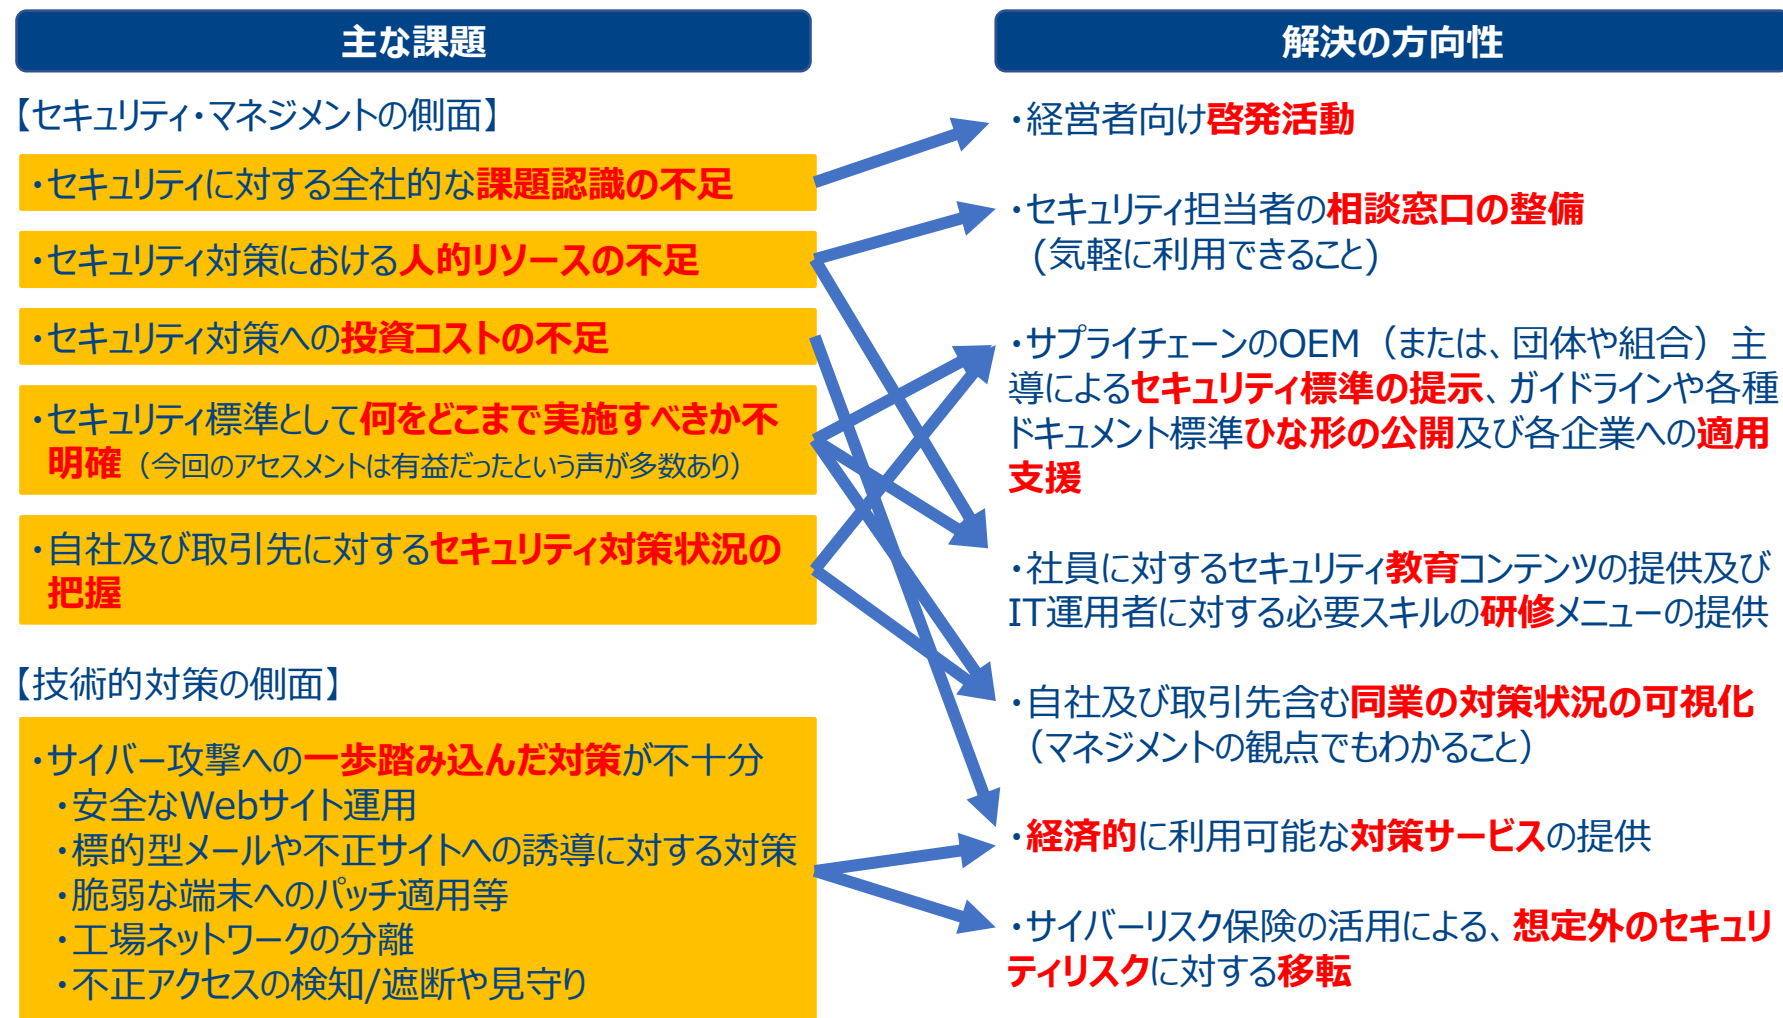 主な課題
【セキュリティ・マネジメントの側面】
・セキュリティに対する全社的な課題認識の不足
・セキュリティ対策における人的リソースの不足
・セキュリティ対策への投資コストの不足
・セキュリティ標準として何をどこまで実施すべきか不
明確（今回のアセスメントは有益だったという声が多数あり）
・自社及び取引先に対するセキュリティ対策状況の
把握
【技術的対策の側面】
・サイバー攻撃への一歩踏み込んだ対策が不十分
・安全なWebサイト運用
・標的型メールや不正サイトへの誘導に対する対策
・脆弱な端末へのパッチ適用等
・工場ネットワークの分離
・不正アクセスの検知/遮断や見守り
解決の方向性
・経営者向け啓発活動
・セキュリティ担当者の相談窓口の整備
(気軽に利用できること)
・サプライチェーンのOEM（または、団体や組合）主
導によるセキュリティ標準の提示、ガイドラインや各種
ドキュメント標準ひな形の公開及び各企業への適用
支援
・社員に対するセキュリティ教育コンテンツの提供及び
IT運用者に対する必要スキルの研修メニューの提供
・自社及び取引先含む同業の対策状況の可視化
（マネジメントの観点でもわかること）
・経済的に利用可能な対策サービスの提供
・サイバーリスク保険の活用による、想定外のセキュリ
ティリスクに対する移転